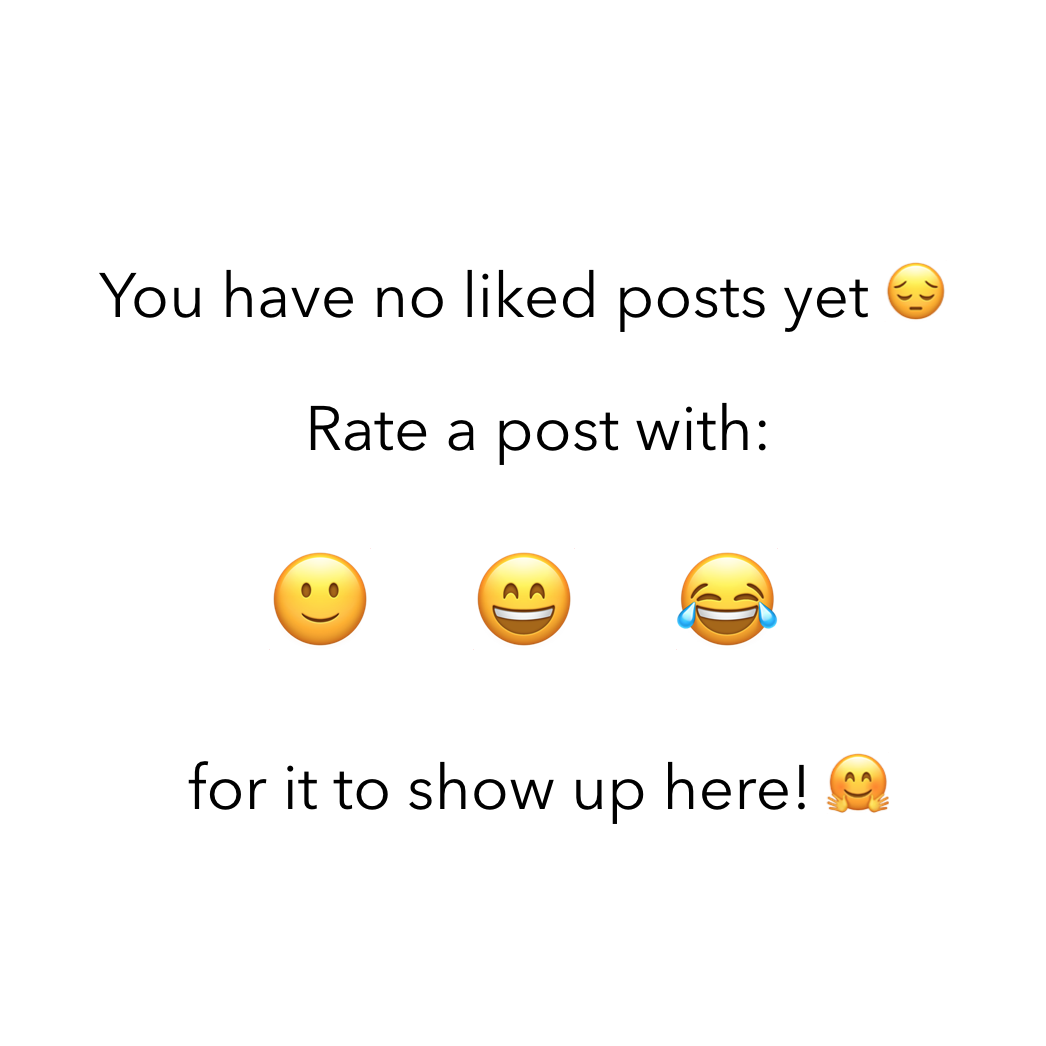 You have no liked posts yet 😔
Rate a post with:
🙂 😄 😂
for it to show up here! 🤗